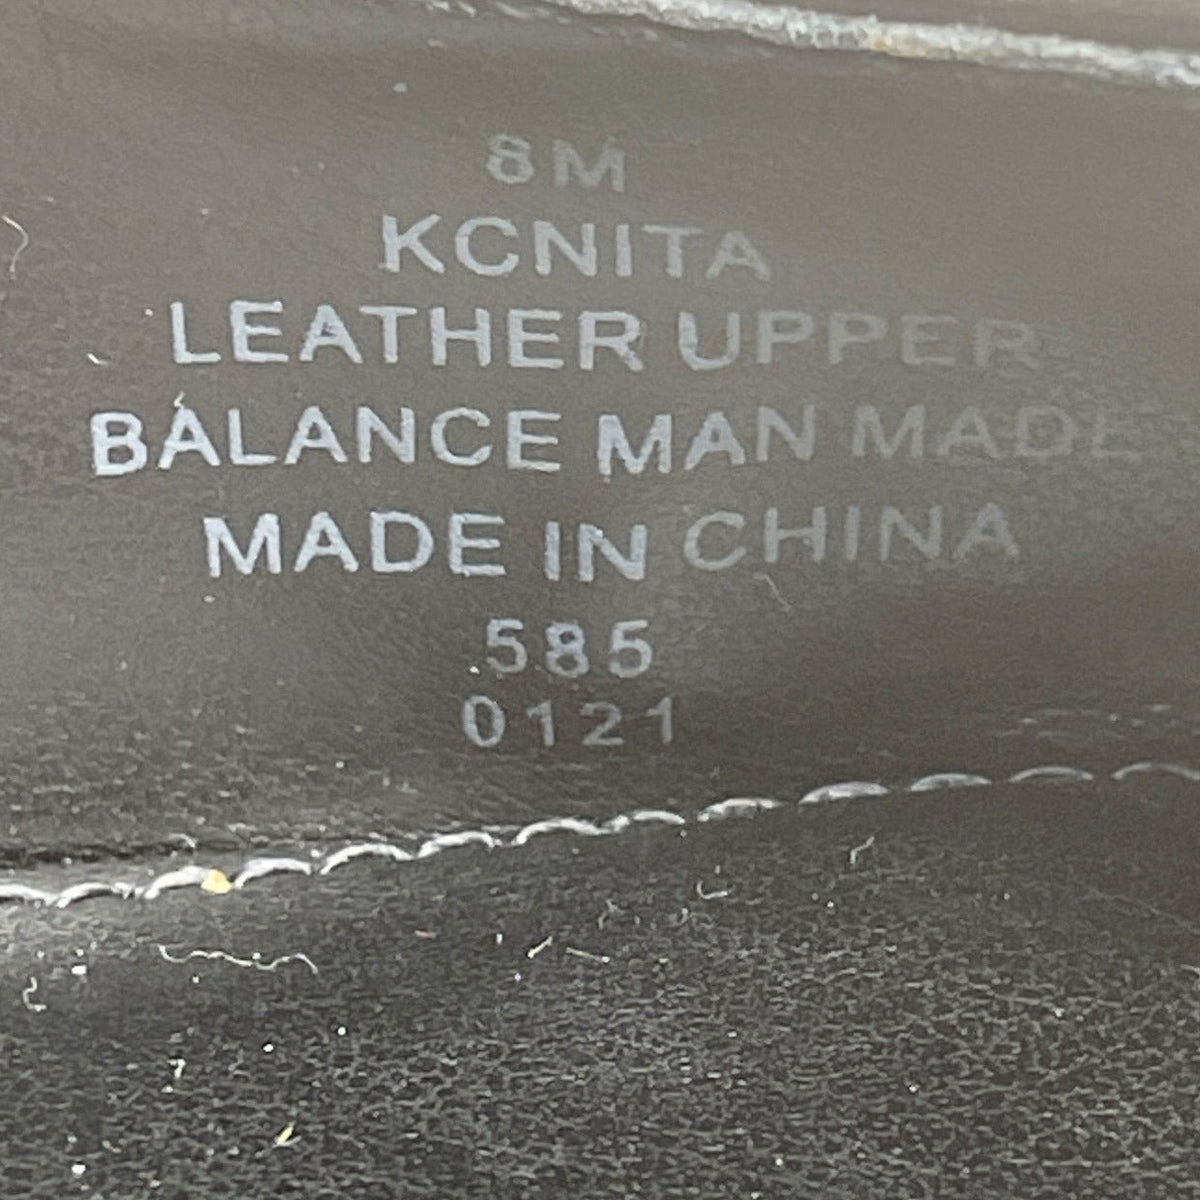 8M
KCNITA
LEATHER UPPER
BALANCE MAN MADE
MADE IN CHINA
585
0121